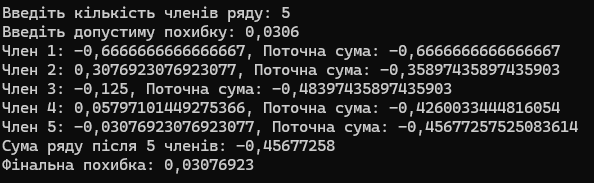 Введіть кількість членів ряду: 5
Введіть допустиму похибку: 0,0306
Член 1: -0,6666666666666667, Поточна сума: -0,6666666666666667
Член 2: 0,3076923076923077, Поточна сума: -0,35897435897435903
Член 3: -0,125, Поточна сума: -0,48397435897435903
Член 4: 0,05797101449275366, Поточна сума: -0,4260033444816054
Член 5: -0,03076923076923077, Поточна сума: -0,45677257525083614
Сума ряду після 5 членів: -0,45677258
Фінальна похибка: 0,03076923